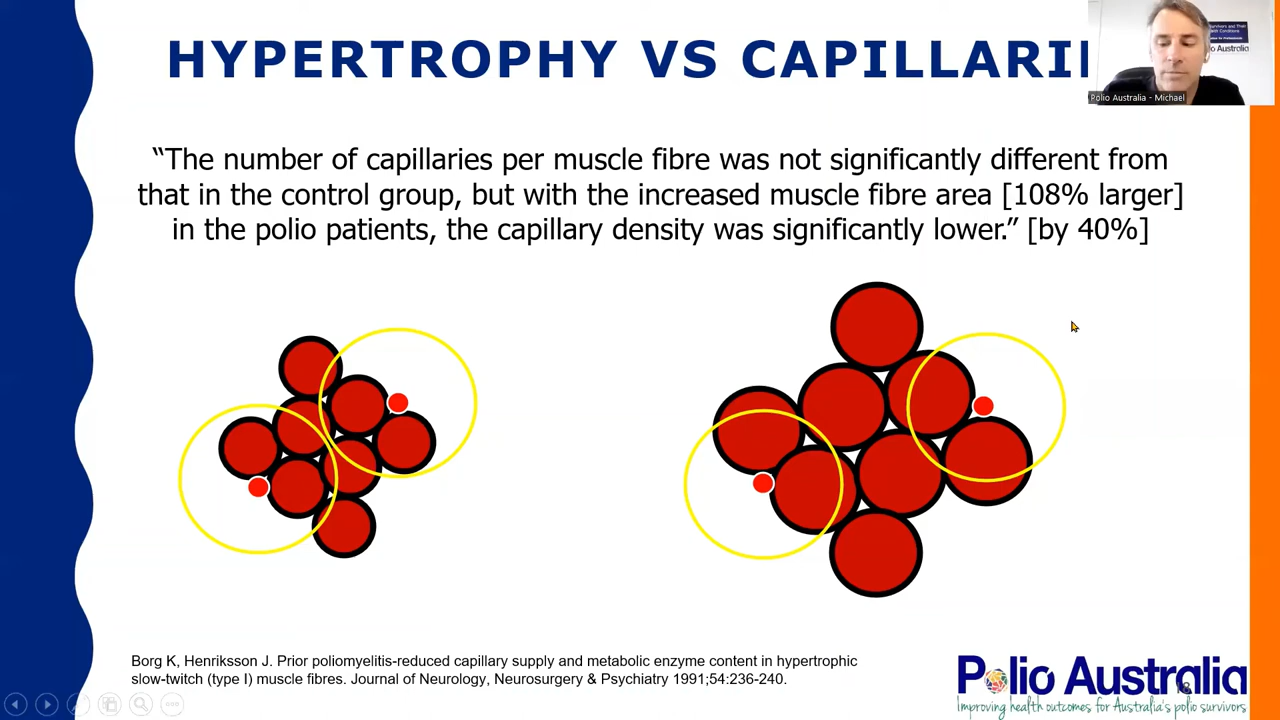 HYPERTROPHY VS CAPILLARI
urvivors and Their
Polio Australia - Michael
“The number of capillaries per muscle fibre was not significantly different from
that in the control group, but with the increased muscle fibre area [108% larger]
in the polio patients, the capillary density was significantly lower.” [by 40%]
Borg K, Henriksson J. Prior poliomyelitis-reduced capillary supply and metabolic enzyme content in hypertrophic
slow-twitch (type I) muscle fibres. Journal of Neurology, Neurosurgery & Psychiatry 1991;54:236-240.
Polio Australia
Improving health outcomes for Australia's polio survivors